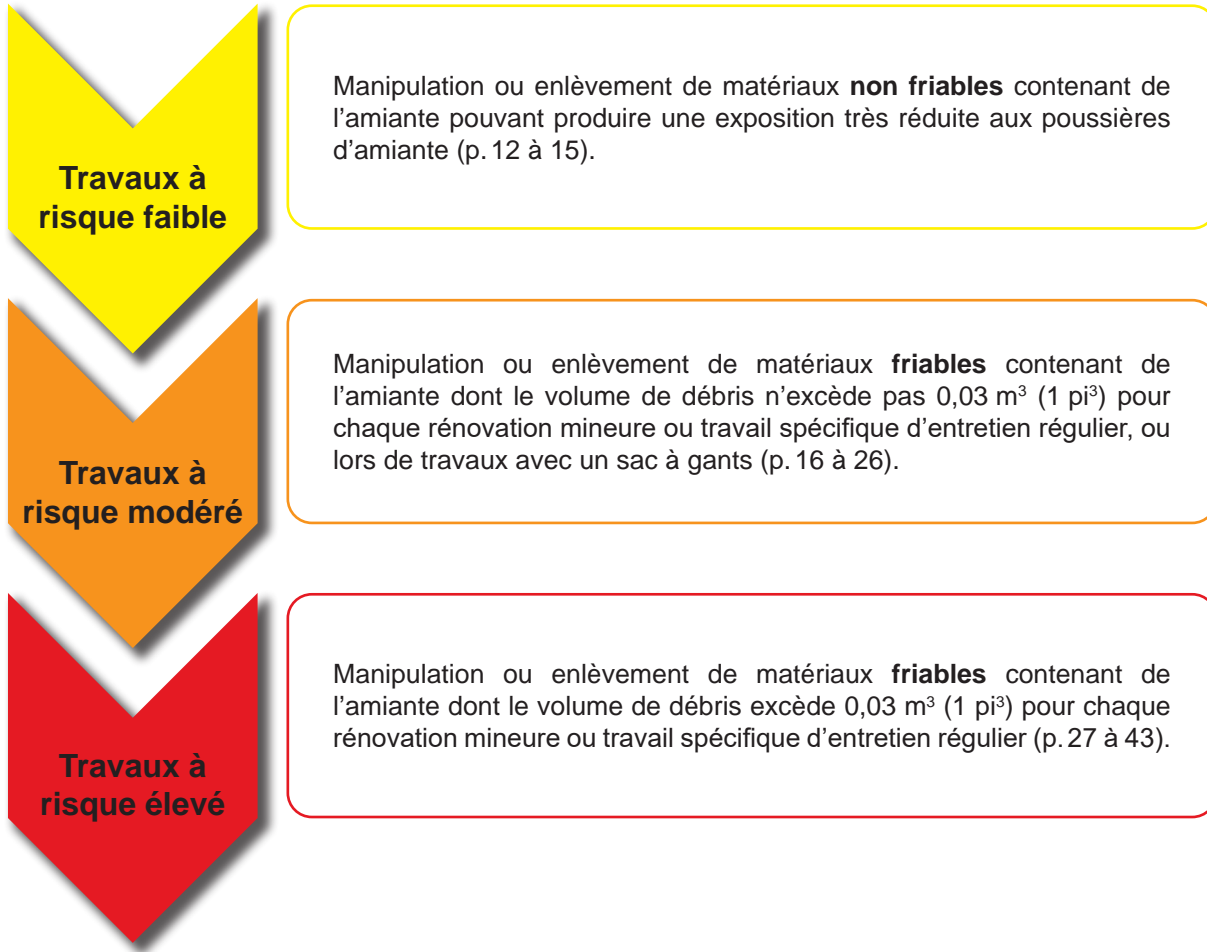 Travaux à
risque faible
Manipulation ou enlèvement de matériaux non friables contenant de
l’amiante pouvant produire une exposition très réduite aux poussières
d’amiante (p. 12 à 15).
Travaux à
risque modéré
Manipulation ou enlèvement de matériaux friables contenant de
l’amiante dont le volume de débris n’excède pas 0,03 m³ (1 pi³) pour
chaque rénovation mineure ou travail spécifique d’entretien régulier, ou
lors de travaux avec un sac à gants (p. 16 à 26).
Travaux à
risque élevé
Manipulation ou enlèvement de matériaux friables contenant de
l’amiante dont le volume de débris excède 0,03 m³ (1 pi³) pour chaque
rénovation mineure ou travail spécifique d’entretien régulier (p. 27 à 43).